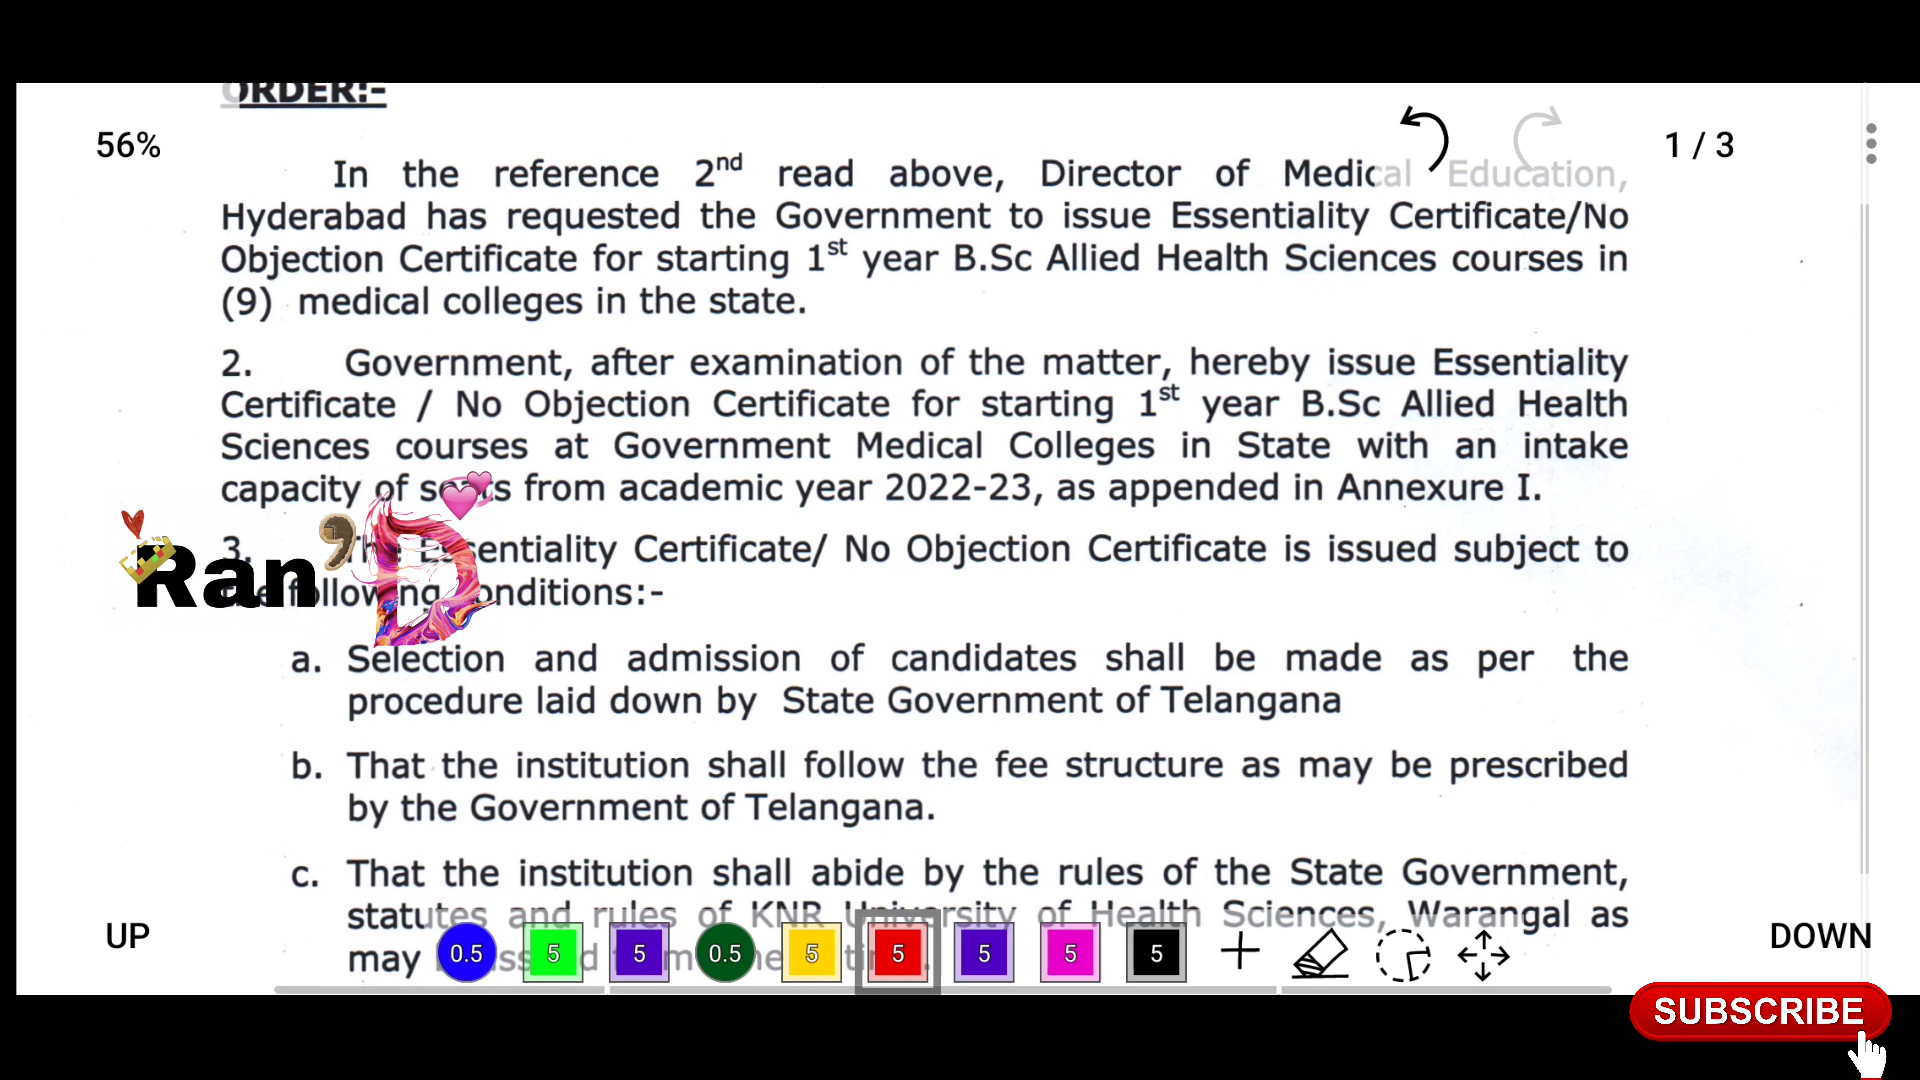 ORDER:-
56%
1 / 3
In the reference 2nd read above, Director of Medical Education,
Hyderabad has requested the Government to issue Essentiality Certificate/No
Objection Certificate for starting 1st year B.Sc Allied Health Sciences courses in
(9) medical colleges in the state.
2. Government, after examination of the matter, hereby issue Essentiality
Certificate / No Objection Certificate for starting 1st year B.Sc Allied Health
Sciences courses at Government Medical Colleges in State with an intake
capacity of seats from academic year 2022-23, as appended in Annexure I.
Ran'D
3. The Essentiality Certificate/ No Objection Certificate is issued subject to
the following conditions:-
a. Selection and admission of candidates shall be made as per the
procedure laid down by State Government of Telangana
b. That the institution shall follow the fee structure as may be prescribed
by the Government of Telangana.
c. That the institution shall abide by the rules of the State Government,
statutes and rules of KNR University of Health Sciences, Warangal as
may
UP
0.5 5 5 0.5 5 5 5 5 5
DOWN
SUBSCRIBE